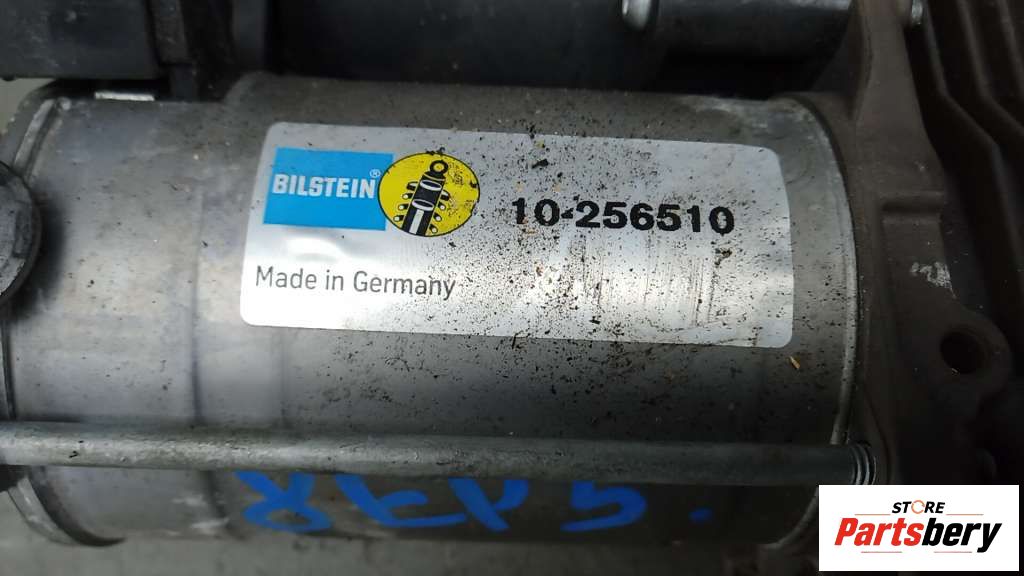 BILSTEIN®
10-256510
Made in Germany
STORE
Partsbery